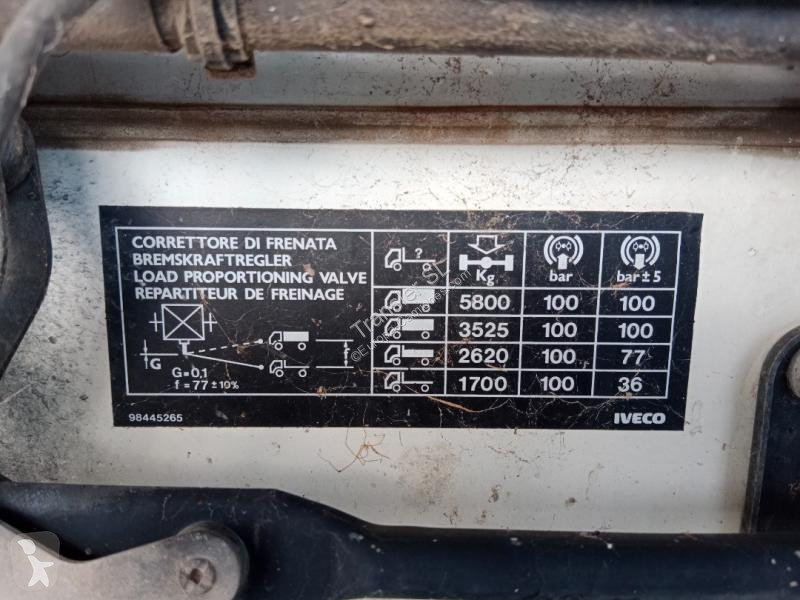 CORRETTORE DI FRENATA
BREMSKRAFTREGLER
LOAD PROPORTIONING VALVE
REPARTITEUR DE FREINAGE
G
G=0,1
f = 77 ± 10%
f
98445265
? Kg bar bar ± 5
5800 100 100
3525 100 100
2620 100 77
1700 100 36
IVECO